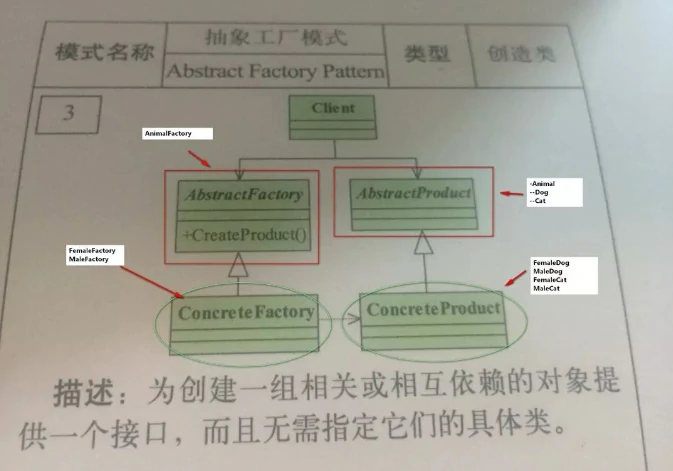 模式名称
抽象工厂模式
Abstract Factory Pattern
类型
创造类
3
Client
AnimalFactory
AbstractFactory
+CreateProduct()
AbstractProduct
-Animal
--Dog
--Cat
FemaleFactory
MaleFactory
FemaleDog
MaleDog
FemaleCat
MaleCat
ConcreteFactory
ConcreteProduct
描述：为创建一组相关或相互依赖的对象提
供一个接口，而且无需指定它们的具体类。